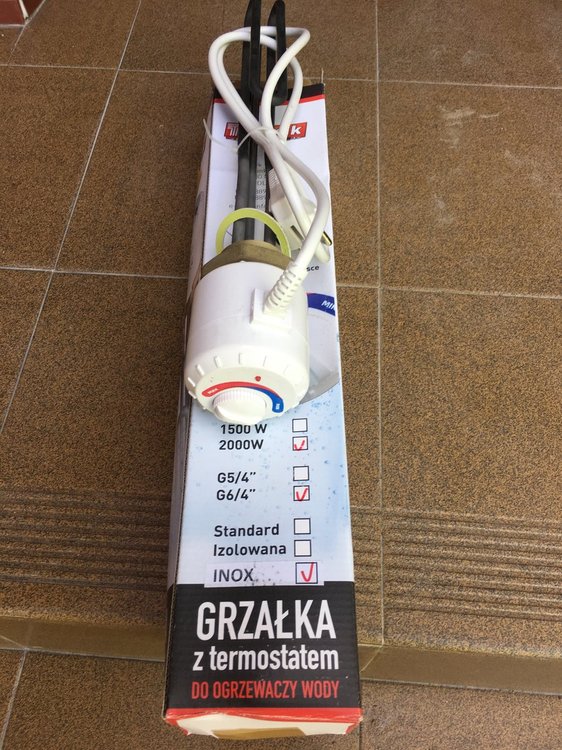 1500 W
2000W
G5/4"
G6/4"
Standard
Izolowana
INOX
GRZAŁKA
z termostatem
DO OGRZEWACZY WODY